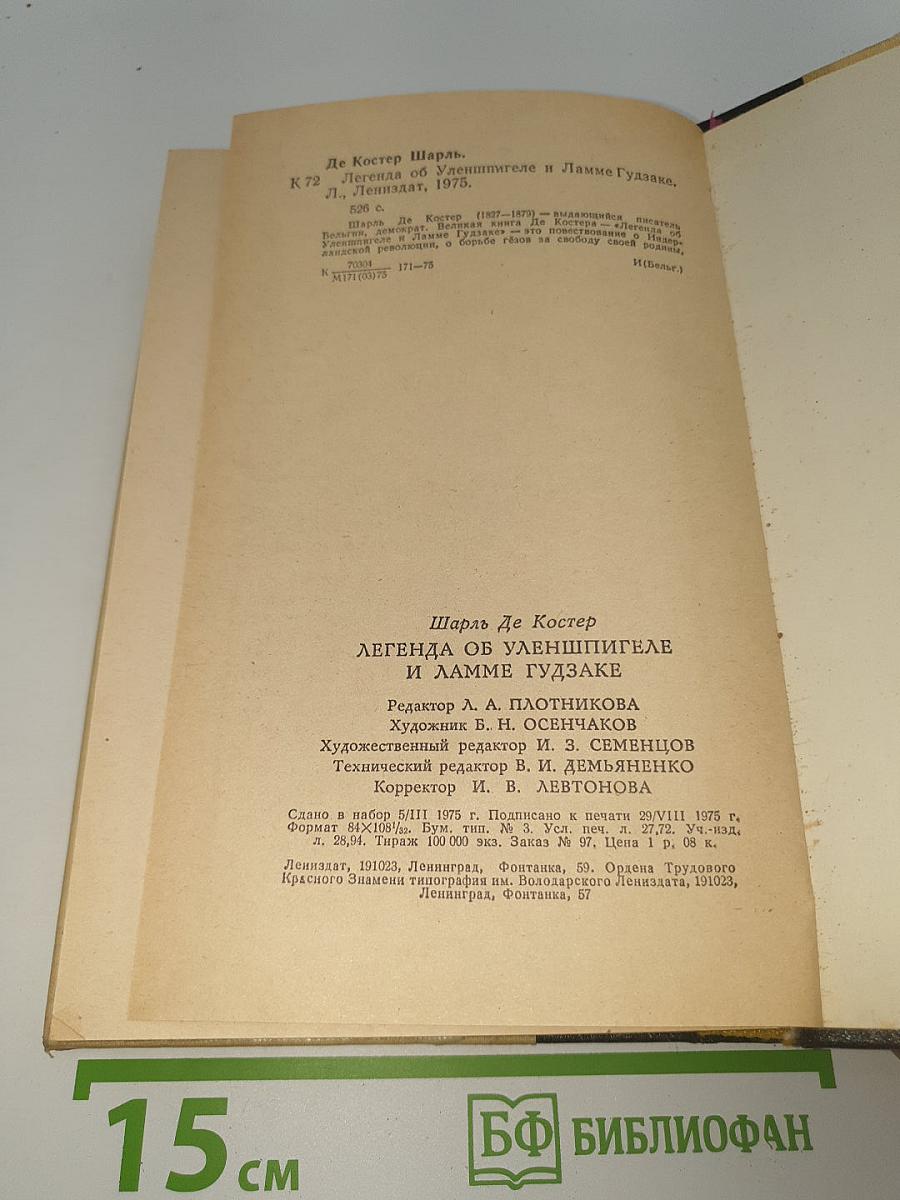 Де Костер Шарль.
К 72 Легенда об Уленшпигеле и Ламме Гудзаке.
Л., Лениздат, 1975.
526 с.
Шарль Де Костер (1827—1879) — выдающийся писатель
Бельгии, демократ. Великая книга Де Костера — «Легенда об
Уленшпигеле и Ламме Гудзаке» — это повествование о Нидер-
ландской революции, о борьбе гёзов за свободу своей родины.
К 70304 171—75 И(Бельг.)
М171(03)75
Шарль Де Костер
ЛЕГЕНДА ОБ УЛЕНШПИГЕЛЕ
И ЛАММЕ ГУДЗАКЕ
Редактор Л. А. ПЛОТНИКОВА
Художник Б. Н. ОСЕНЧАКОВ
Художественный редактор И. З. СЕМЕНЦОВ
Технический редактор В. И. ДЕМЬЯНЕНКО
Корректор И. В. ЛЕВТОНОВА
Сдано в набор 5/III 1975 г. Подписано к печати 29/VIII 1975 г.
Формат 84×108¹/₃₂. Бум. тип. № 3. Усл. печ. л. 27,72. Уч.-изд.
л. 28,94. Тираж 100 000 экз. Заказ № 97. Цена 1 р. 08 к.
Лениздат, 191023, Ленинград, Фонтанка, 59. Ордена Трудового
Красного Знамени типография им. Володарского Лениздата, 191023,
Ленинград, Фонтанка, 57
15 см
БФ БИБЛИОФАН